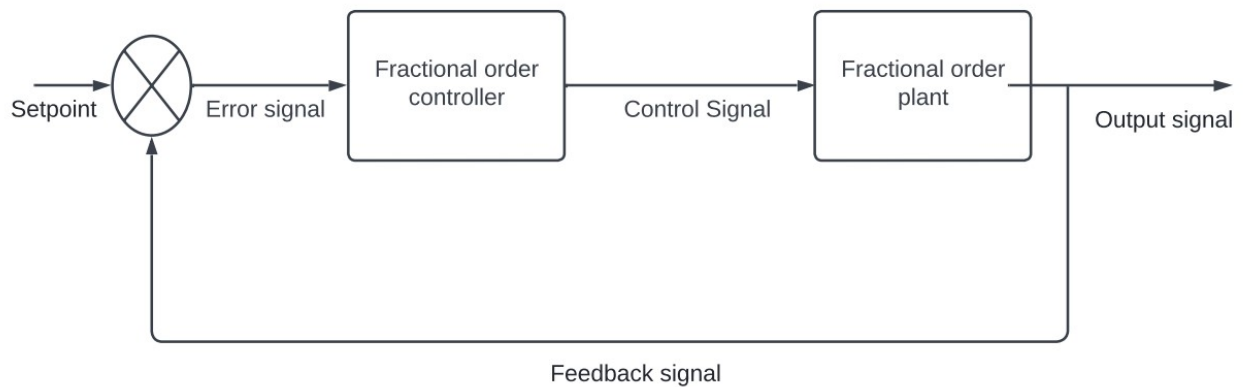 Setpoint
Error signal
Fractional order
controller
Control Signal
Fractional order
plant
Output signal
Feedback signal